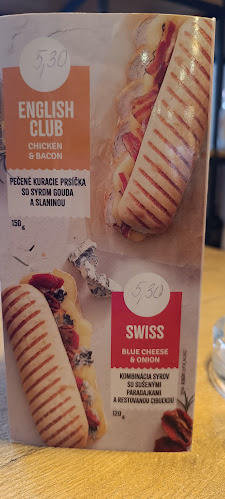 5,30
ENGLISH
CLUB
CHICKEN
& BACON
PEČENÉ KURACIE PRSÍČKA
SO SYROM GOUDA
A SLANINOU
150g
5,30
SWISS
BLUE CHEESE
& ONION
KOMBINÁCIA SYROV
SO SUŠENÝMI
PARADAJKAMI
A RESTOVANOU CIBUĽKOU
120g